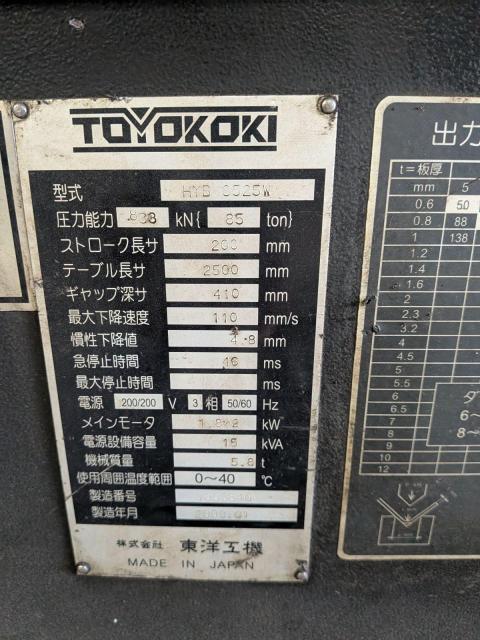 TOYOKOKI
型式 HYB 8525W
圧力能力 838 kN{ 85 ton}
ストローク長サ 200 mm
テーブル長サ 2500 mm
ギャップ深サ 410 mm
最大下降速度 110 mm/s
慣性下降値 4.8 mm
急停止時間 ms
最大停止時間 ms
電源 200/200 V 3 相 50/60 Hz
メインモータ kW
電源設備容量 15 kVA
機械質量 t
使用周囲温度範囲 0~40 ℃
製造番号
製造年月
株式会社 東洋工機
MADE IN JAPAN
出力
t=板厚
mm 5
0.6 50
0.8 88
1 138
1.2
1.4
1.6
2
2.3
3.2
4
4.5
5
5.5
6
6.5
7
8
9
10
12
6~
8~